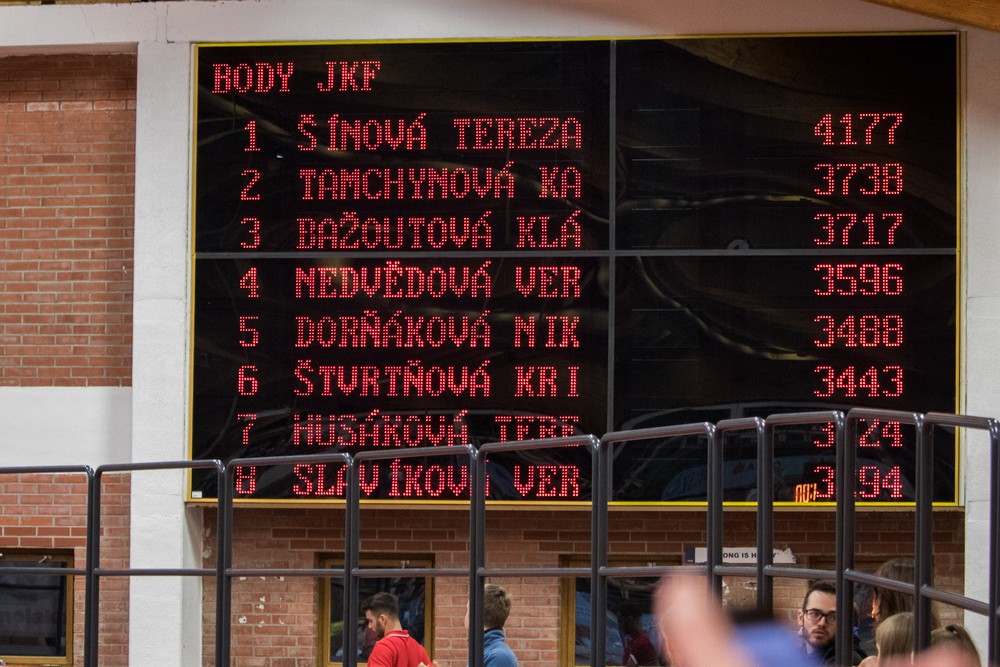 BODY JKF
1 ŠÍNOVÁ TEREZA 4177
2 TAMCHYNOVÁ KA 3738
3 BAŽOUTOVÁ KLÁ 3717
4 NEDVĚDOVÁ VER 3596
5 DORŇÁKOVÁ NIK 3488
6 ŠTVRTŇOVÁ KRI 3443
7 HUSÁKOVÁ TERE
8 SLAVÍKOVÁ VER